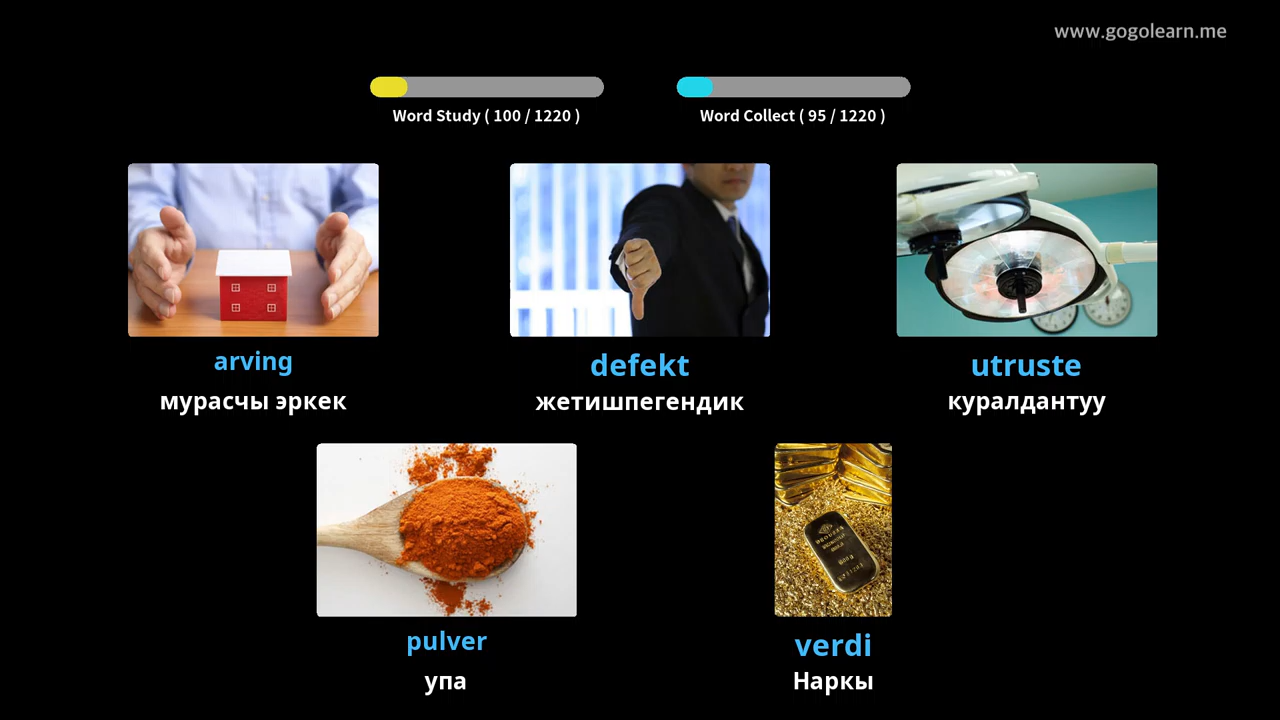 www.gogolearn.me
Word Study ( 100 / 1220 )
Word Collect ( 95 / 1220 )
arving
defekt
utruste
мурасчы эркек
жетишпегендик
куралдантуу
pulver
verdi
упа
Наркы